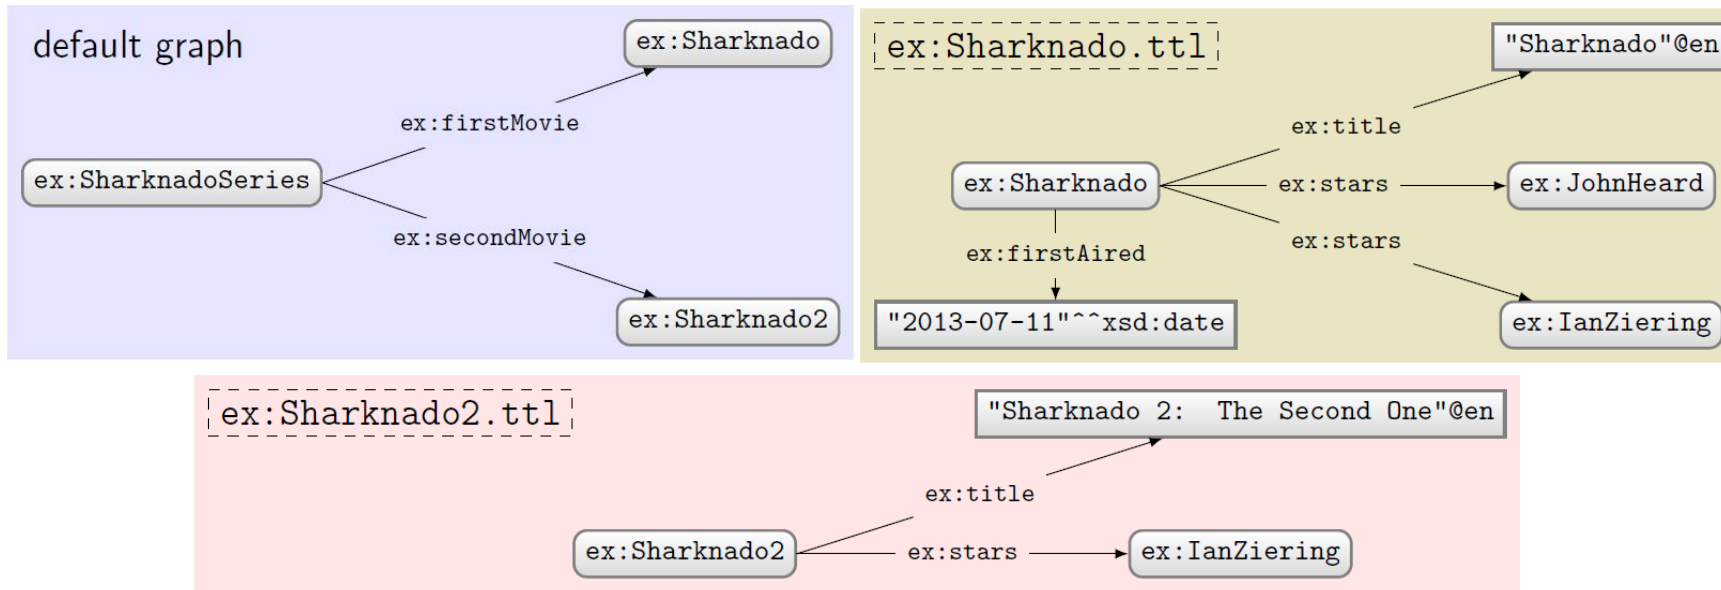 default graph
ex:Sharknado
ex:firstMovie
ex:SharknadoSeries
ex:secondMovie
ex:Sharknado2
ex:Sharknado.ttl
"Sharknado"@en
ex:title
ex:Sharknado
ex:stars
ex:JohnHeard
ex:stars
ex:firstAired
"2013-07-11"^^xsd:date
ex:IanZiering
ex:Sharknado2.ttl
"Sharknado 2: The Second One"@en
ex:title
ex:Sharknado2
ex:stars
ex:IanZiering